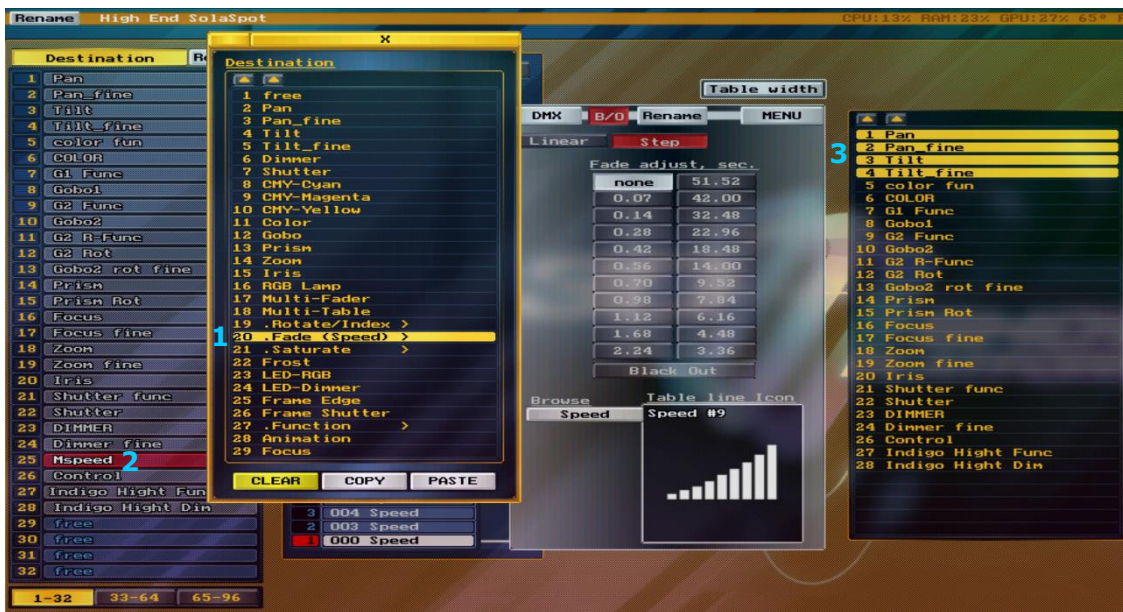 Rename High End SolaSpot CPU:13% RAM:23% GPU:27% 65°
X
Destination
1 Pan
2 Pan_fine
3 Tilt
4 Tilt_fine
5 color fun
6 COLOR
7 G1 Func
8 Gobo1
9 G2 Func
10 Gobo2
11 G2 R-Func
12 G2 Rot
13 Gobo2 rot fine
14 Prism
15 Prism Rot
16 Focus
17 Focus fine
18 Zoom
19 Zoom fine
20 Iris
21 Shutter func
22 Shutter
23 DIMMER
24 Dimmer fine
25 Mspeed 2
26 Control
27 Indigo Hight Fun
28 Indigo Hight Dim
29 free
30 free
31 free
32 free
1-32 33-64 65-96
Destination
1 free
2 Pan
3 Pan_fine
4 Tilt
5 Tilt_fine
6 Dimmer
7 Shutter
8 CMY-Cyan
9 CMY-Magenta
10 CMY-Yellow
11 Color
12 Gobo
13 Prism
14 Zoom
15 Iris
16 RGB Lamp
17 Multi-Fader
18 Multi-Table
19 .Rotate/Index >
1 20 .Fade (Speed) >
21 .Saturate >
22 Frost
23 LED-RGB
24 LED-Dimmer
25 Frame Edge
26 Frame Shutter
27 .Function >
28 Animation
29 Focus
CLEAR COPY PASTE
3 004 Speed
2 003 Speed
1 000 Speed
Table width
DMX B/O Rename MENU
Linear Step
Fade adjust, sec.
none 51.52
0.07 42.00
0.14 32.48
0.28 22.96
0.42 18.48
0.56 14.00
0.70 9.52
0.98 7.84
1.12 6.16
1.68 4.48
2.24 3.36
Black Out
Browse Table line Icon
Speed Speed #9
3
1 Pan
2 Pan_fine
3 Tilt
4 Tilt_fine
5 color fun
6 COLOR
7 G1 Func
8 Gobo1
9 G2 Func
10 Gobo2
11 G2 R-Func
12 G2 Rot
13 Gobo2 rot fine
14 Prism
15 Prism Rot
16 Focus
17 Focus fine
18 Zoom
19 Zoom fine
20 Iris
21 Shutter func
22 Shutter
23 DIMMER
24 Dimmer fine
26 Control
27 Indigo Hight Func
28 Indigo Hight Dim